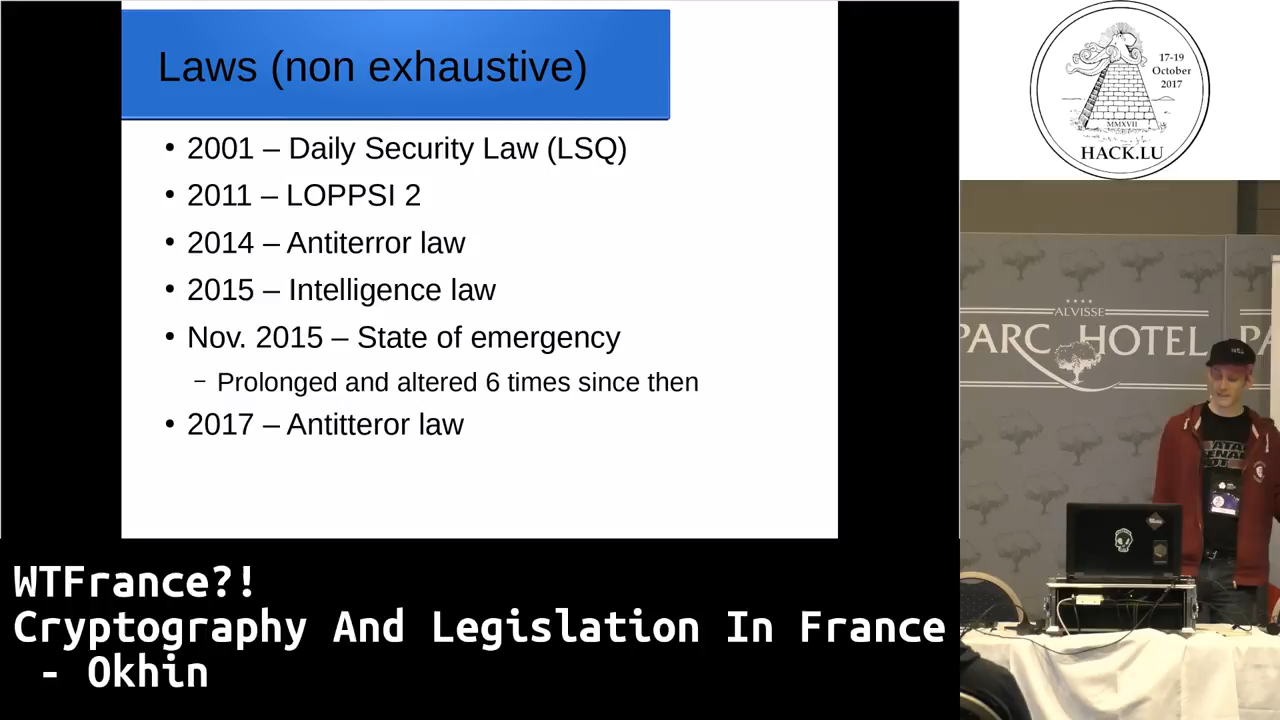 Laws (non exhaustive)
• 2001 – Daily Security Law (LSQ)
• 2011 – LOPPSI 2
• 2014 – Antiterror law
• 2015 – Intelligence law
• Nov. 2015 – State of emergency
– Prolonged and altered 6 times since then
• 2017 – Antitteror law
17-19
October
2017
MMXVII
HACK.LU
ALVISSE
PARC HOTEL
PA
WTFrance?!
Cryptography And Legislation In France
- Okhin